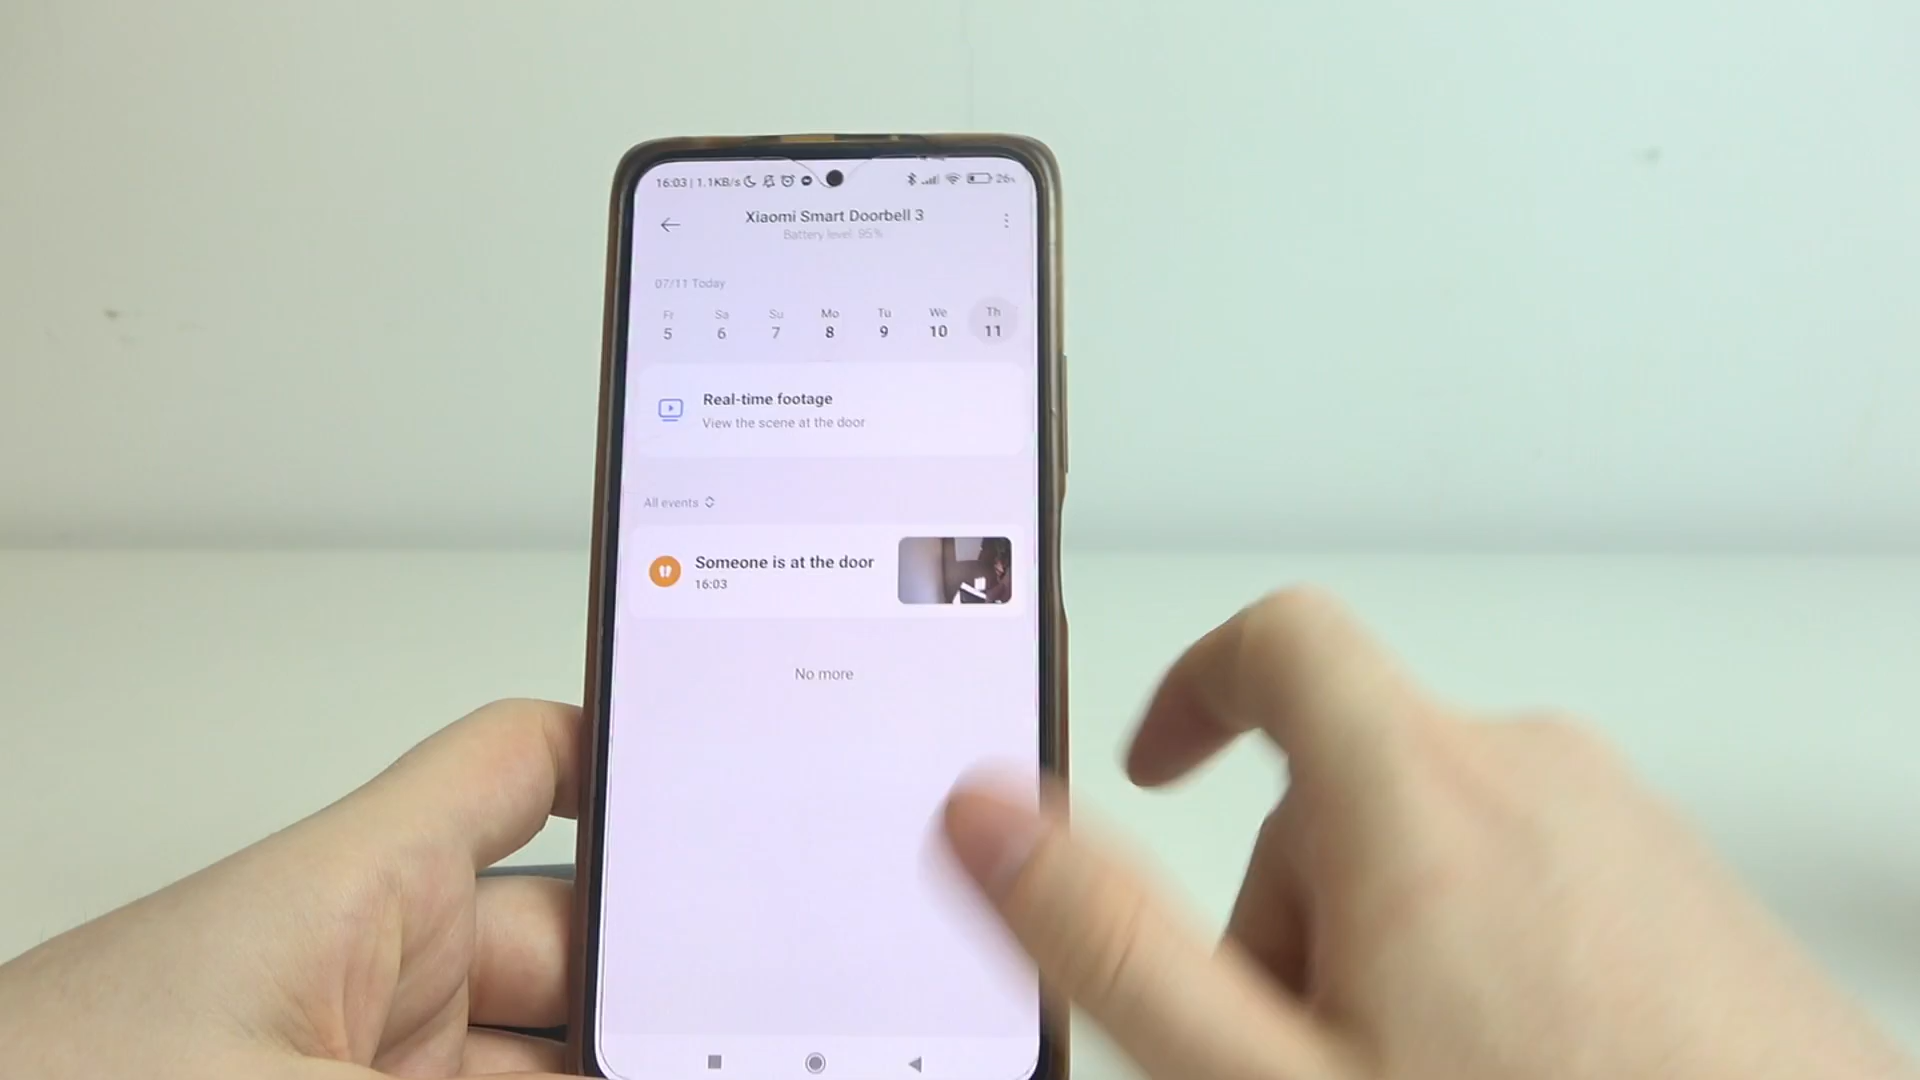 16:03 | 1.1KB/s 26%
Xiaomi Smart Doorbell 3
Battery level: 95%
07/11 Today
Fr Sa Su Mo Tu We Th
5 6 7 8 9 10 11
Real-time footage
View the scene at the door
All events
Someone is at the door
16:03
No more